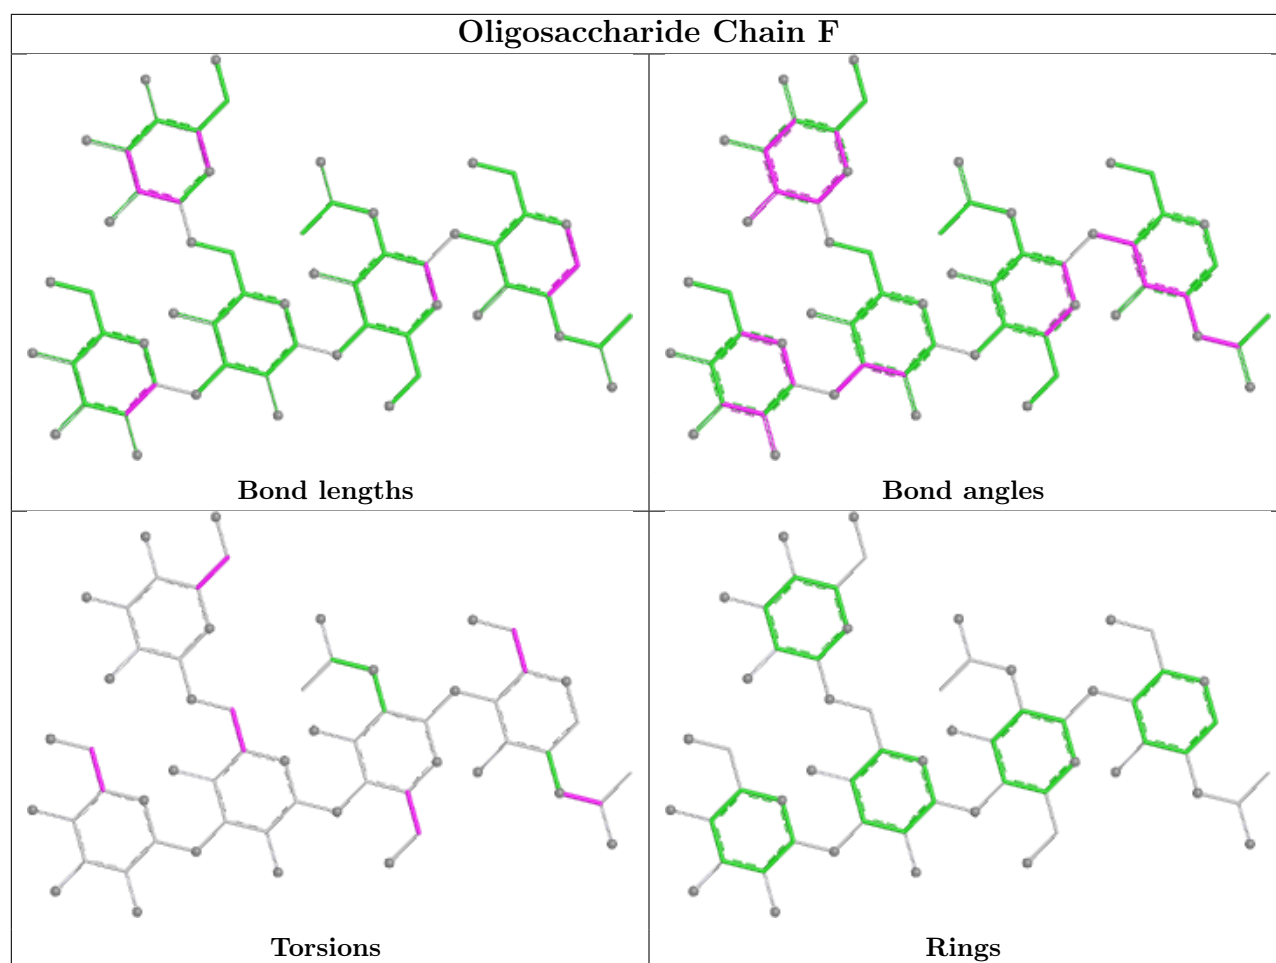 Oligosaccharide Chain F
Bond lengths
Bond angles
Torsions
Rings